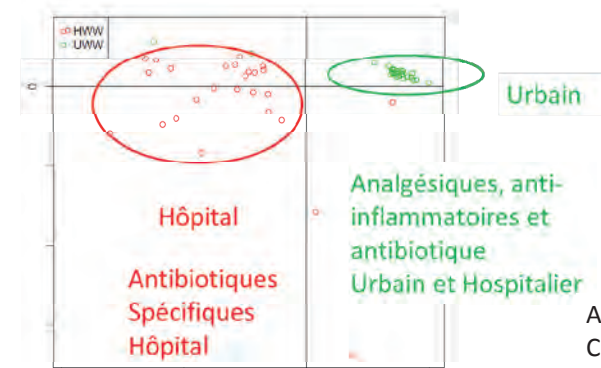 HWW
UWW
0
Urbain
Hôpital
Antibiotiques
Spécifiques
Hôpital
Analgésiques, anti-
inflammatoires et
antibiotique
Urbain et Hospitalier
A
C